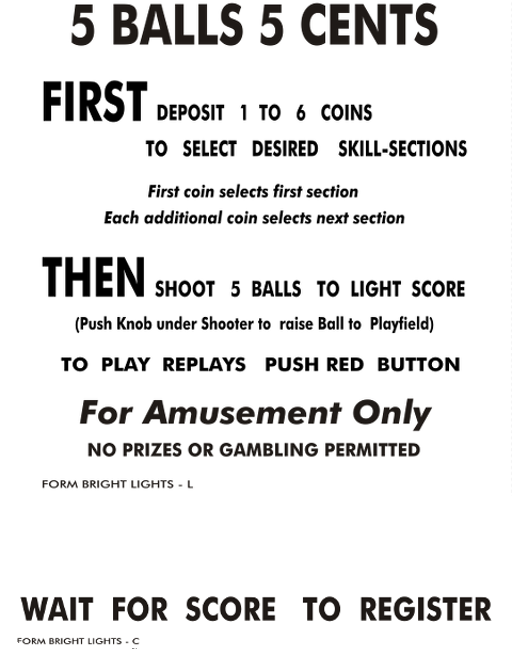 5 BALLS 5 CENTS
FIRST DEPOSIT 1 TO 6 COINS
TO SELECT DESIRED SKILL-SECTIONS
First coin selects first section
Each additional coin selects next section
THEN SHOOT 5 BALLS TO LIGHT SCORE
(Push Knob under Shooter to raise Ball to Playfield)
TO PLAY REPLAYS PUSH RED BUTTON
For Amusement Only
NO PRIZES OR GAMBLING PERMITTED
FORM BRIGHT LIGHTS - L
WAIT FOR SCORE TO REGISTER
FORM BRIGHT LIGHTS - C